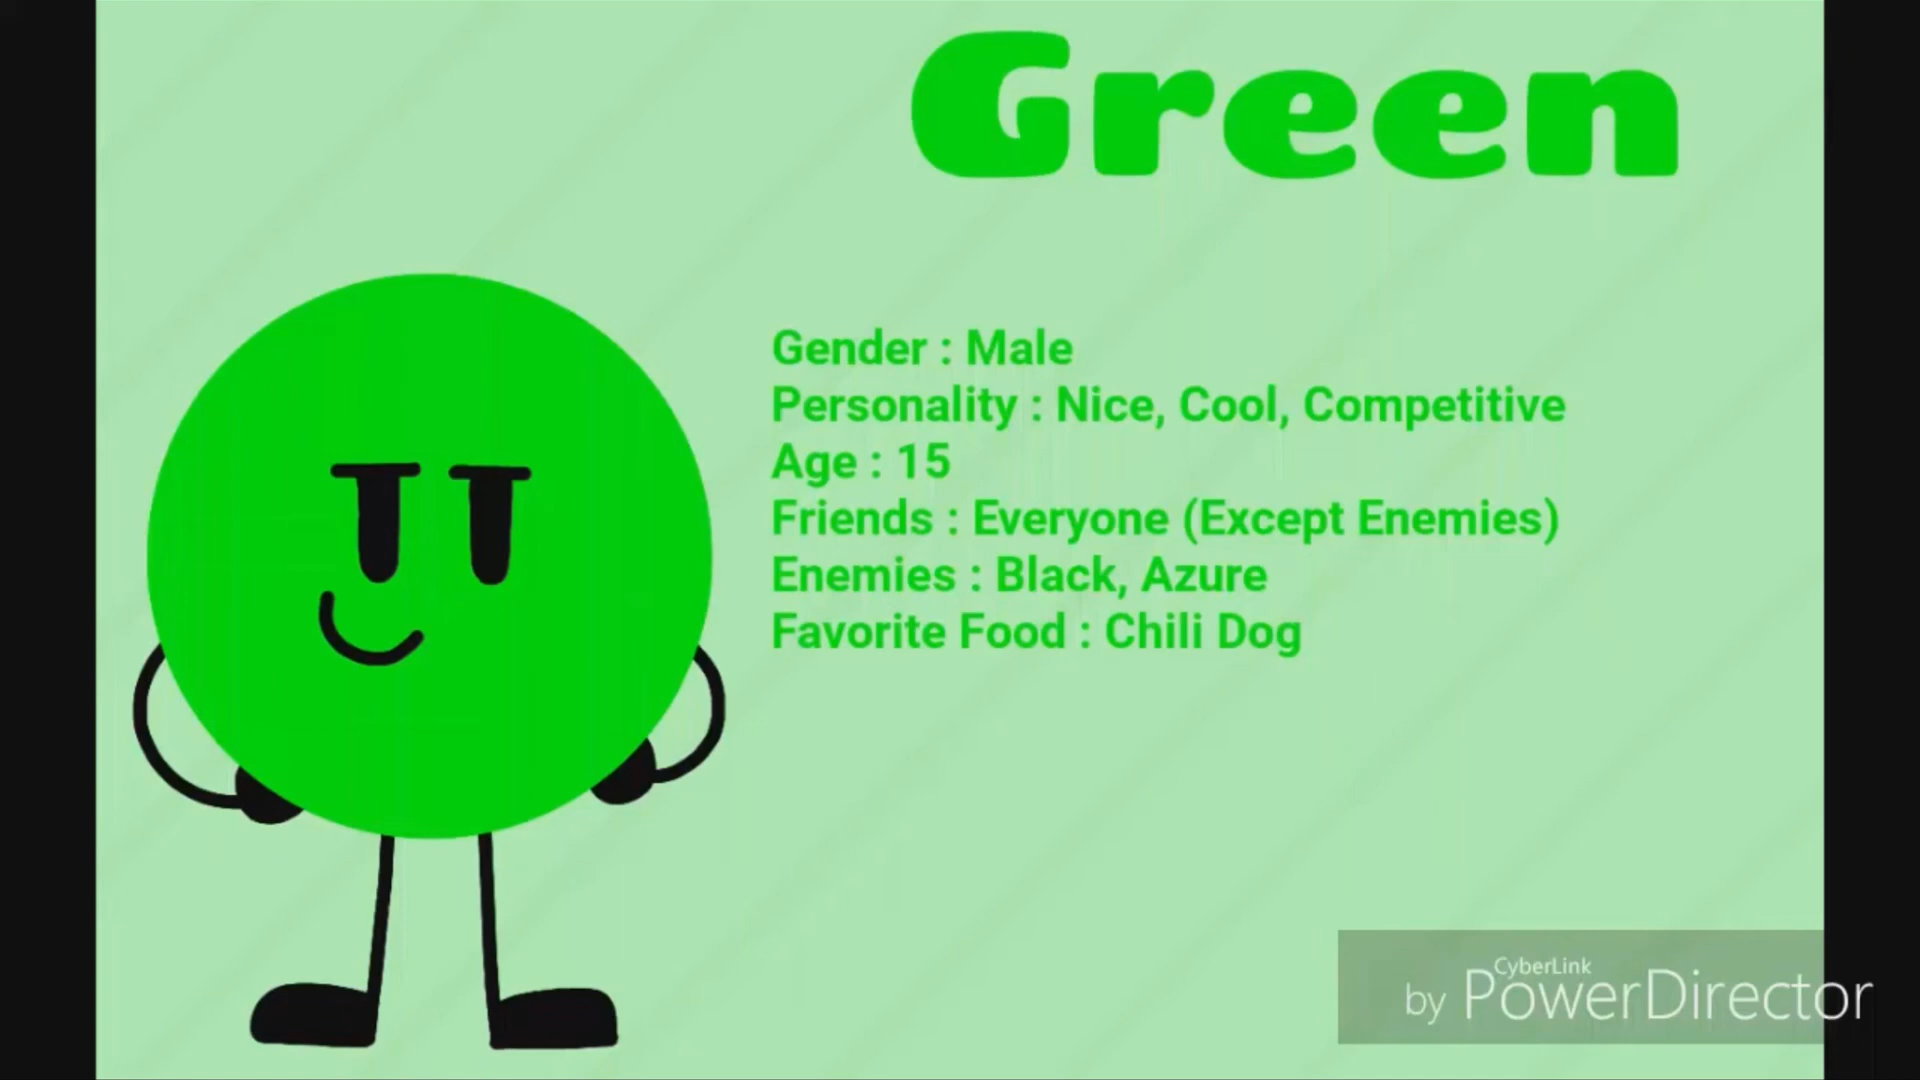 Green
Gender : Male
Personality : Nice, Cool, Competitive
Age : 15
Friends : Everyone (Except Enemies)
Enemies : Black, Azure
Favorite Food : Chili Dog
CyberLink
by PowerDirector